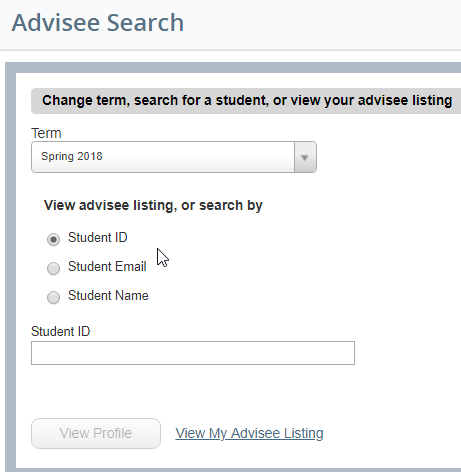 Advisee Search
Change term, search for a student, or view your advisee listing
Term
Spring 2018
View advisee listing, or search by
Student ID
Student Email
Student Name
Student ID
View Profile View My Advisee Listing